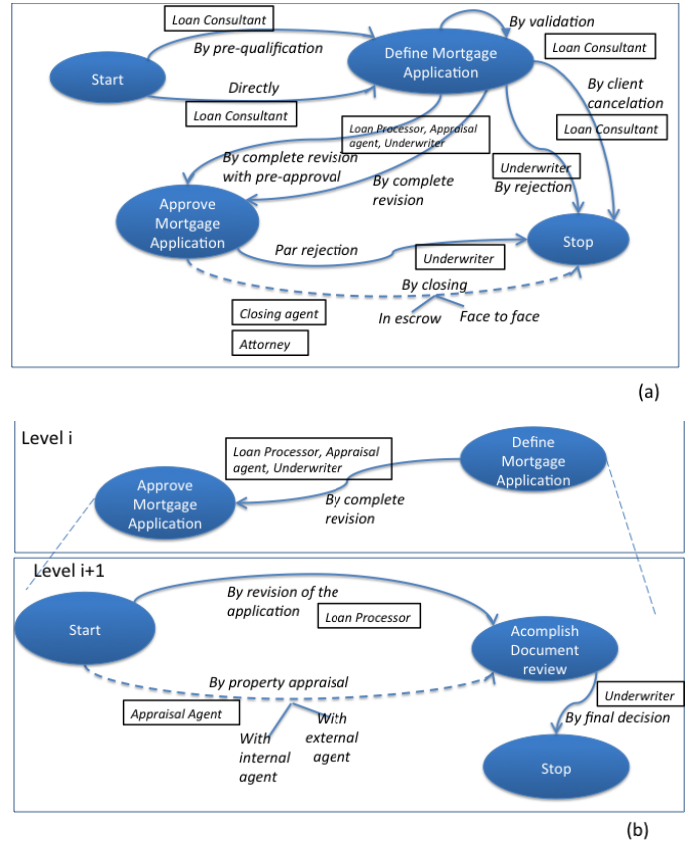 Loan Consultant
By pre-qualification
Start
Directly
Loan Consultant
Define Mortgage
Application
By validation
Loan Consultant
By client
cancelation
Loan Consultant
Loan Processor, Appraisal
agent, Underwriter
By complete revision
with pre-approval
By complete
revision
Underwriter
By rejection
Approve
Mortgage
Application
Par rejection
Underwriter
Stop
By closing
Closing agent
Attorney
In escrow
Face to face
(a)
Level i
Loan Processor, Appraisal
agent, Underwriter
Define
Mortgage
Application
Approve
Mortgage
Application
By complete
revision
Level i+1
Start
By revision of the
application
Loan Processor
Acomplish
Document
review
By property appraisal
Appraisal Agent
With
internal
agent
With
external
agent
Underwriter
By final decision
Stop
(b)